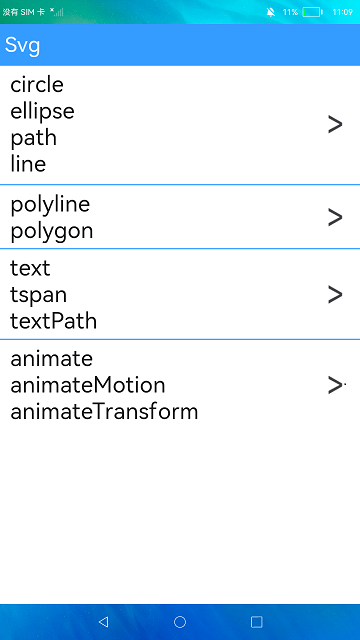 没有 SIM 卡
11%
11:09
Svg
circle
ellipse
path
line
>
polyline
polygon
>
text
tspan
textPath
>
animate
animateMotion
animateTransform
>